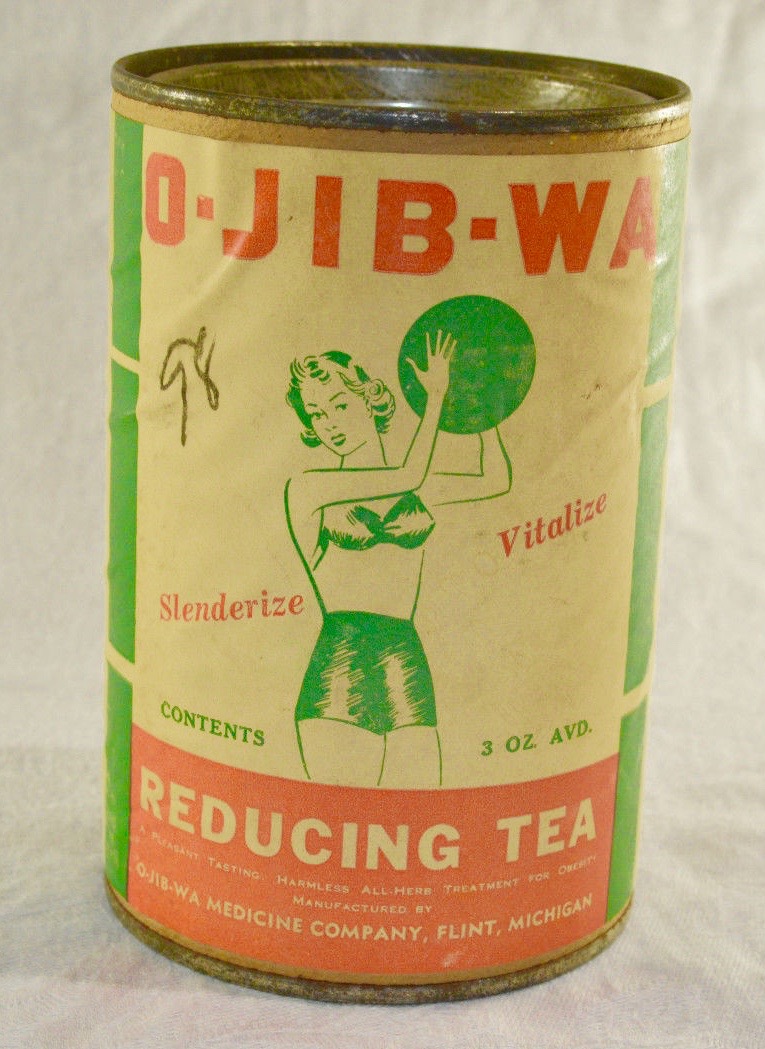 O-JIB-WA
98
Vitalize
Slenderize
CONTENTS 3 OZ. AVD.
REDUCING TEA
A PLEASANT TASTING, HARMLESS ALL-HERB TREATMENT FOR OBESITY
MANUFACTURED BY
O-JIB-WA MEDICINE COMPANY, FLINT, MICHIGAN